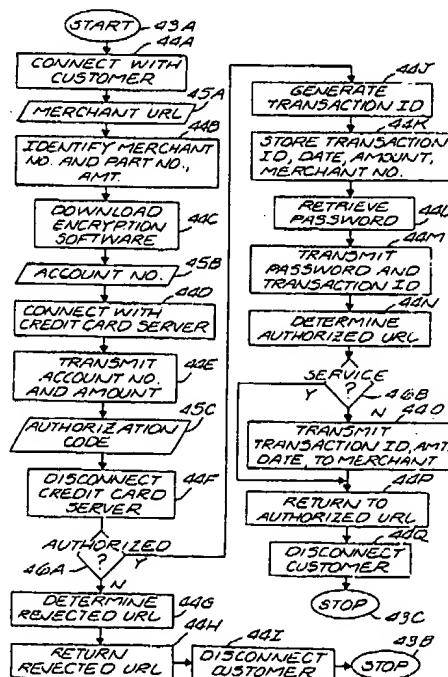 START
43A
44A
CONNECT WITH
CUSTOMER
45A
MERCHANT URL
44B
IDENTIFY MERCHANT
NO. AND PART NO.,
AMT.
DOWNLOAD
ENCRYPTION
SOFTWARE
44C
45B
ACCOUNT NO.
44D
CONNECT WITH
CREDIT CARD SERVER
TRANSMIT
ACCOUNT NO.
AND AMOUNT
44E
45C
AUTHORIZATION
CODE
DISCONNECT
CREDIT CARD
SERVER
44F
AUTHORIZED
?
Y
46A
N
DETERMINE
REJECTED URL
44G
44H
RETURN
REJECTED URL
44I
DISCONNECT
CUSTOMER
43B
STOP
44J
GENERATE
TRANSACTION ID
44K
STORE TRANSACTION
ID, DATE, AMOUNT,
MERCHANT NO.
RETRIEVE
PASSWORD
44L
44M
TRANSMIT
PASSWORD AND
TRANSACTION ID
44N
DETERMINE
AUTHORIZED URL
SERVICE
?
Y
46B
N
44O
TRANSMIT
TRANSACTION ID, AMT.
DATE TO MERCHANT
44P
RETURN TO
AUTHORIZED URL
44Q
DISCONNECT
CUSTOMER
STOP
43C